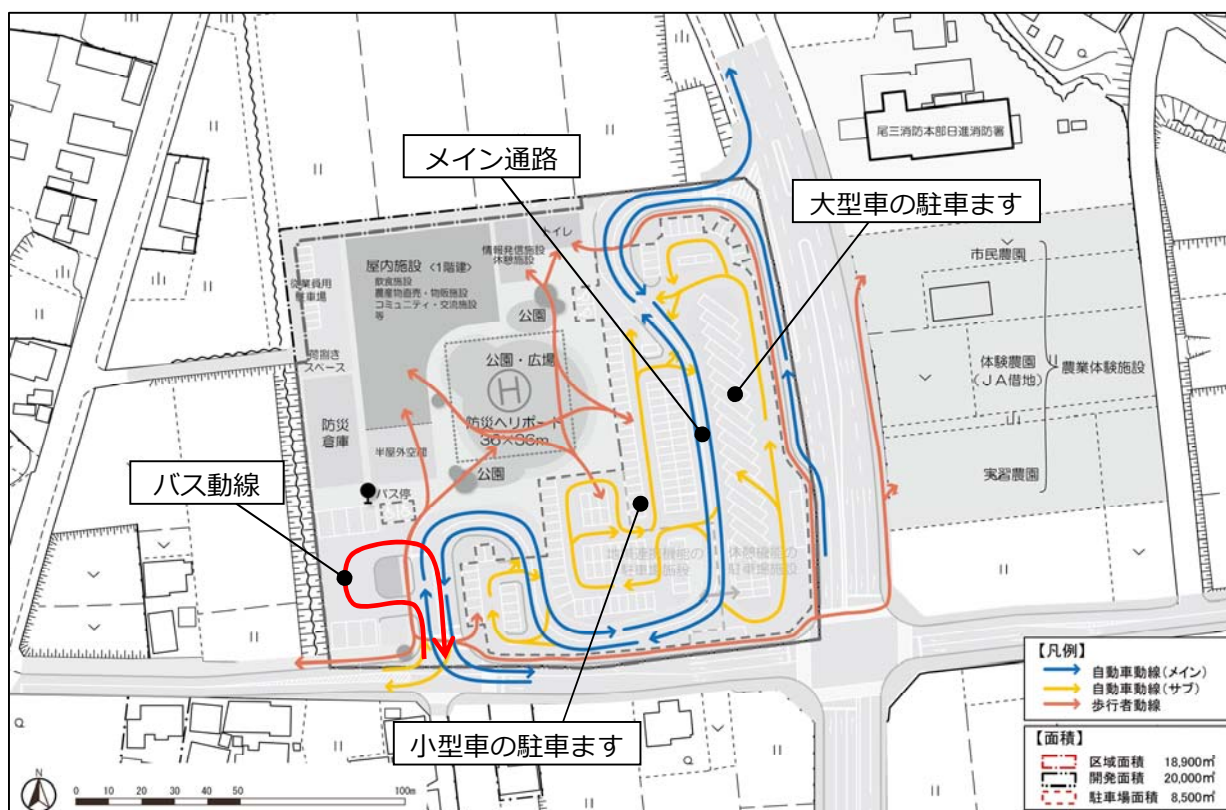 メイン通路
大型車の駐車ます
尾三消防本部日進消防署
トイレ
情報発信施設
休憩施設
屋内施設 <1階建>
飲食施設
農産物直売・物販施設
コミュニティ・交流施設
等
従業員用
駐車場
公園
市民農園
荷捌き
スペース
公園・広場
H
防災ヘリポート
36×36m
体験農園
(JA借地)
農業体験施設
防災
倉庫
半屋外空間
公園
実習農園
バス動線
バス停
地域連携機能の
駐車場施設
休憩機能の
駐車場施設
小型車の駐車ます
【凡例】
自動車動線(メイン)
自動車動線(サブ)
歩行者動線
【面積】
区域面積 18,900㎡
開発面積 20,000㎡
駐車場面積 8,500㎡
N
0 10 20 30 40 50 100m